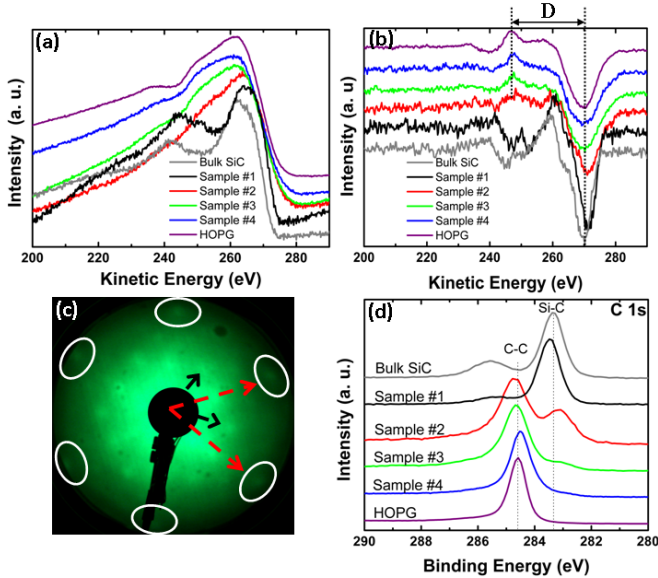 (a)
Intensity (a. u.)
Bulk SiC
Sample #1
Sample #2
Sample #3
Sample #4
HOPG
200 220 240 260 280
Kinetic Energy (eV)
D
(b)
Intensity (a. u)
Bulk SiC
Sample #1
Sample #2
Sample #3
Sample #4
HOPG
200 220 240 260 280
Kinetic Energy (eV)
(c)
(d)
Si-C
C 1s
C-C
Intensity (a. u.)
Bulk SiC
Sample #1
Sample #2
Sample #3
Sample #4
HOPG
290 288 286 284 282 280
Binding Energy (eV)